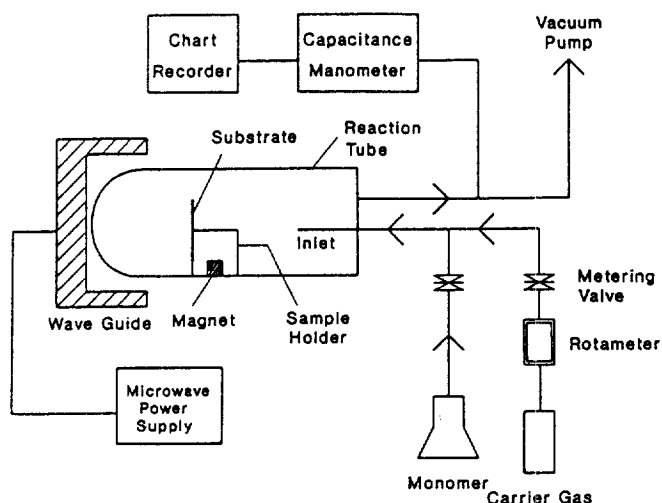 Chart
Recorder
Capacitance
Manometer
Vacuum
Pump
Substrate
Reaction
Tube
Inlet
Metering
Valve
Wave Guide
Magnet
Sample
Holder
Rotameter
Microwave
Power
Supply
Monomer
Carrier Gas